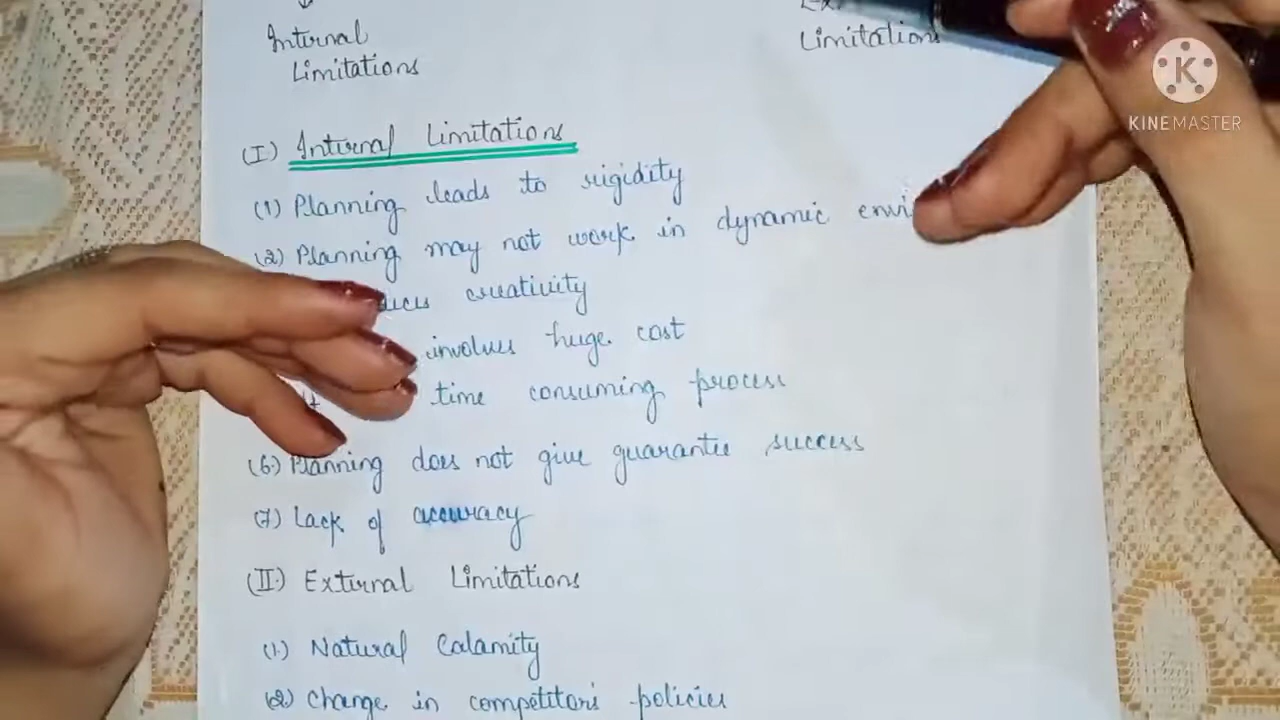 Internal
Limitations
Limitations
(I) Internal Limitations
(1) Planning leads to rigidity
(2) Planning may not work in dynamic
creativity
involves huge cost
time consuming process
(6) Planning does not give guarantee success
(7) Lack of accuracy
(II) External Limitations
(1) Natural Calamity
(2) Change in competitors policies
K
KINEMASTER